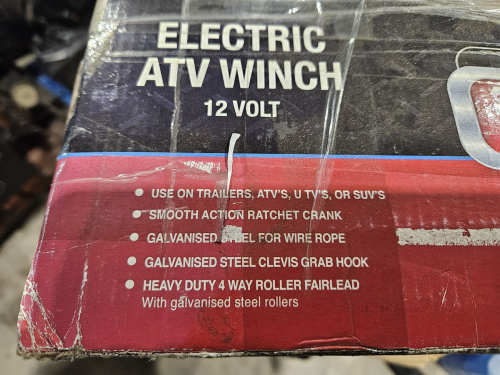 ELECTRIC
ATV WINCH
12 VOLT
• USE ON TRAILERS, ATV'S, U TV'S, OR SUV'S
• SMOOTH ACTION RATCHET CRANK
• GALVANISED STEEL FOR WIRE ROPE
• GALVANISED STEEL CLEVIS GRAB HOOK
• HEAVY DUTY 4 WAY ROLLER FAIRLEAD
With galvanised steel rollers